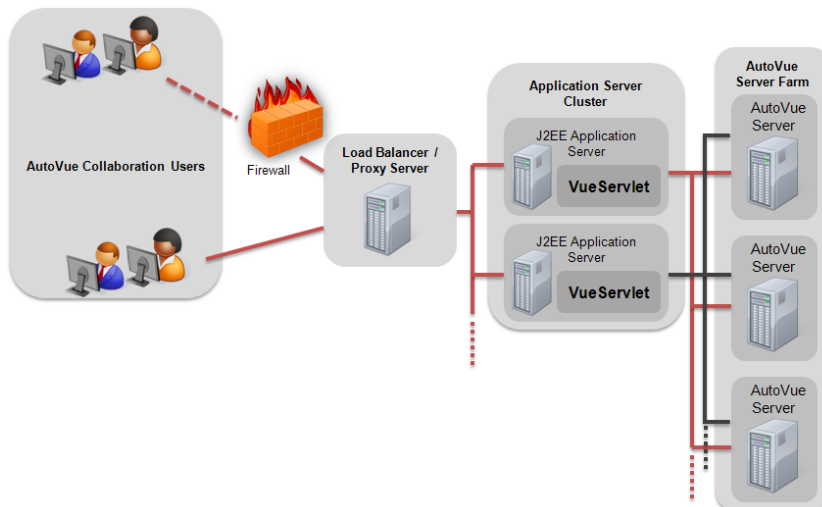 AutoVue Collaboration Users
Firewall
Load Balancer /
Proxy Server
Application Server
Cluster
J2EE Application
Server
VueServlet
J2EE Application
Server
VueServlet
AutoVue
Server Farm
AutoVue
Server
AutoVue
Server
AutoVue
Server